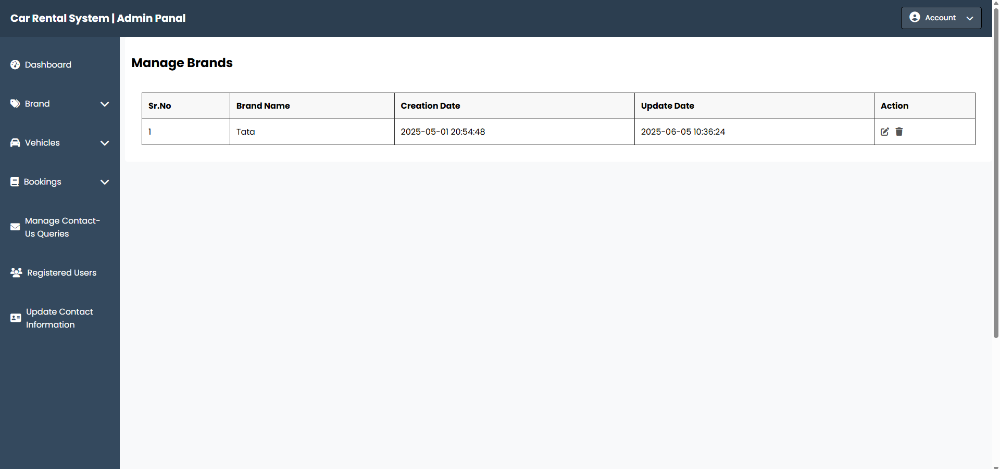 Car Rental System | Admin Panal
Account
Dashboard
Brand
Vehicles
Bookings
Manage Contact-
Us Queries
Registered Users
Update Contact
Information
Manage Brands
Sr.No Brand Name Creation Date Update Date Action
1 Tata 2025-05-01 20:54:48 2025-06-05 10:36:24